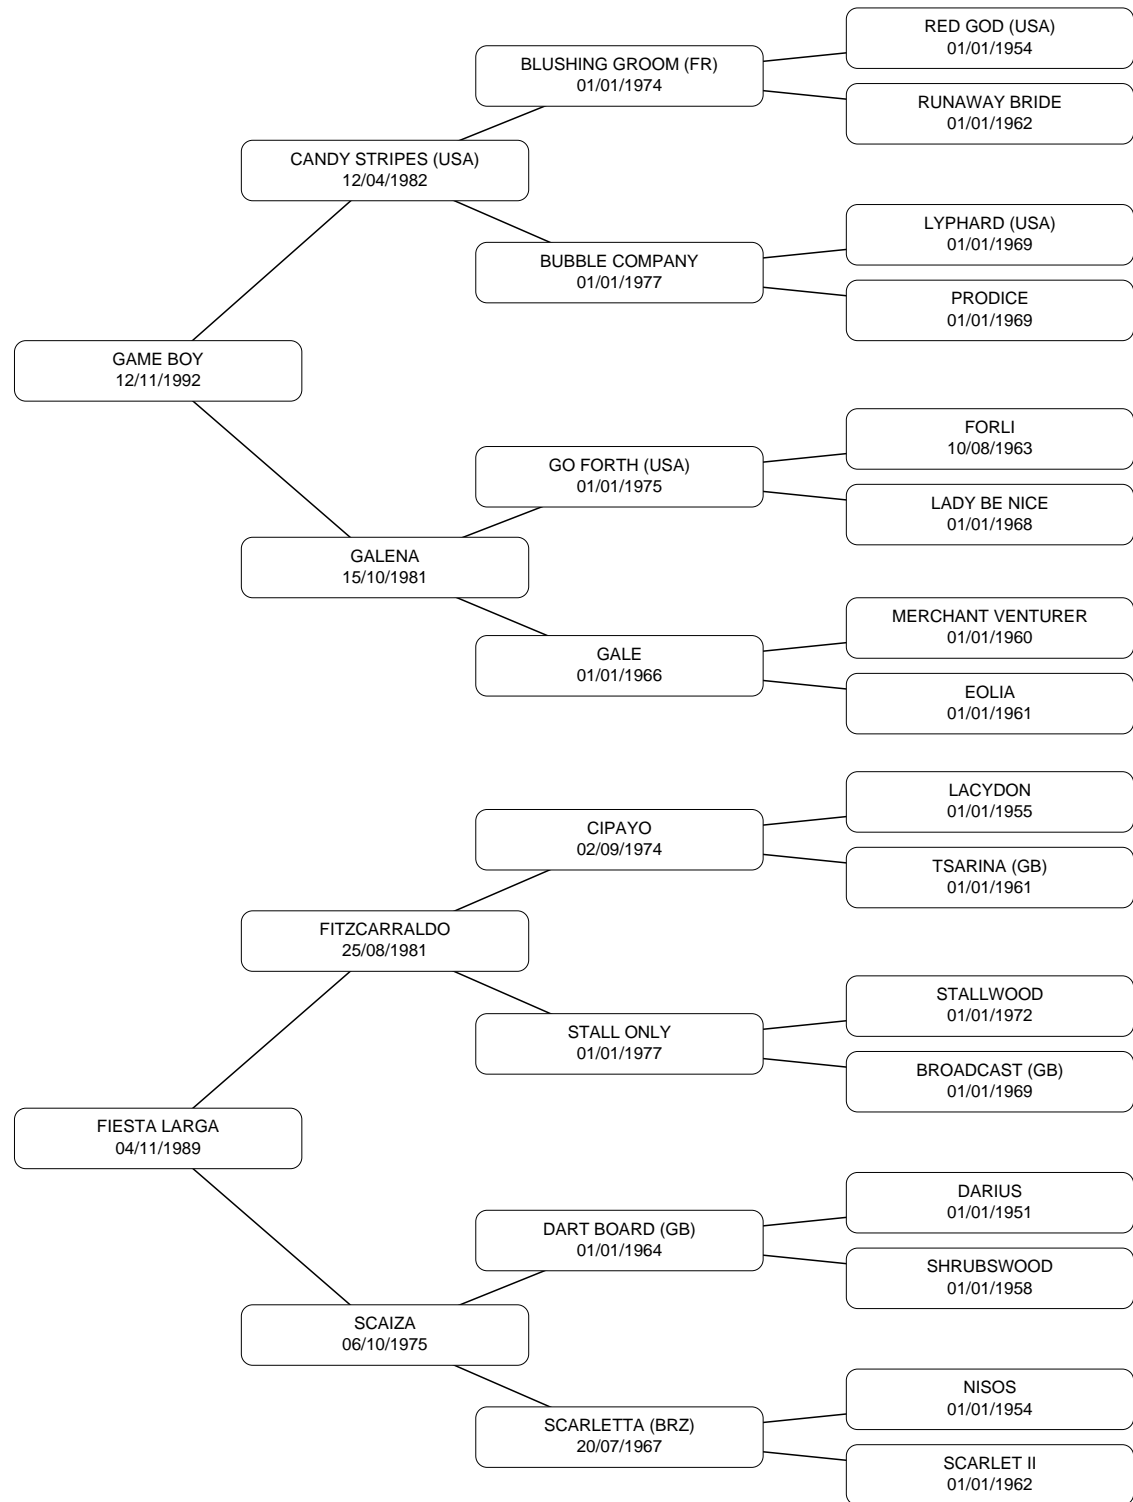 RED GOD (USA)
01/01/1954
BLUSHING GROOM (FR)
01/01/1974
RUNAWAY BRIDE
01/01/1962
CANDY STRIPES (USA)
12/04/1982
LYPHARD (USA)
01/01/1969
BUBBLE COMPANY
01/01/1977
PRODICE
01/01/1969
GAME BOY
12/11/1992
FORLI
10/08/1963
GO FORTH (USA)
01/01/1975
LADY BE NICE
01/01/1968
GALENA
15/10/1981
MERCHANT VENTURER
01/01/1960
GALE
01/01/1966
EOLIA
01/01/1961
LACYDON
01/01/1955
CIPAYO
02/09/1974
TSARINA (GB)
01/01/1961
FITZCARRALDO
25/08/1981
STALLWOOD
01/01/1972
STALL ONLY
01/01/1977
BROADCAST (GB)
01/01/1969
FIESTA LARGA
04/11/1989
DARIUS
01/01/1951
DART BOARD (GB)
01/01/1964
SHRUBSWOOD
01/01/1958
SCAIZA
06/10/1975
NISOS
01/01/1954
SCARLETTA (BRZ)
20/07/1967
SCARLET II
01/01/1962